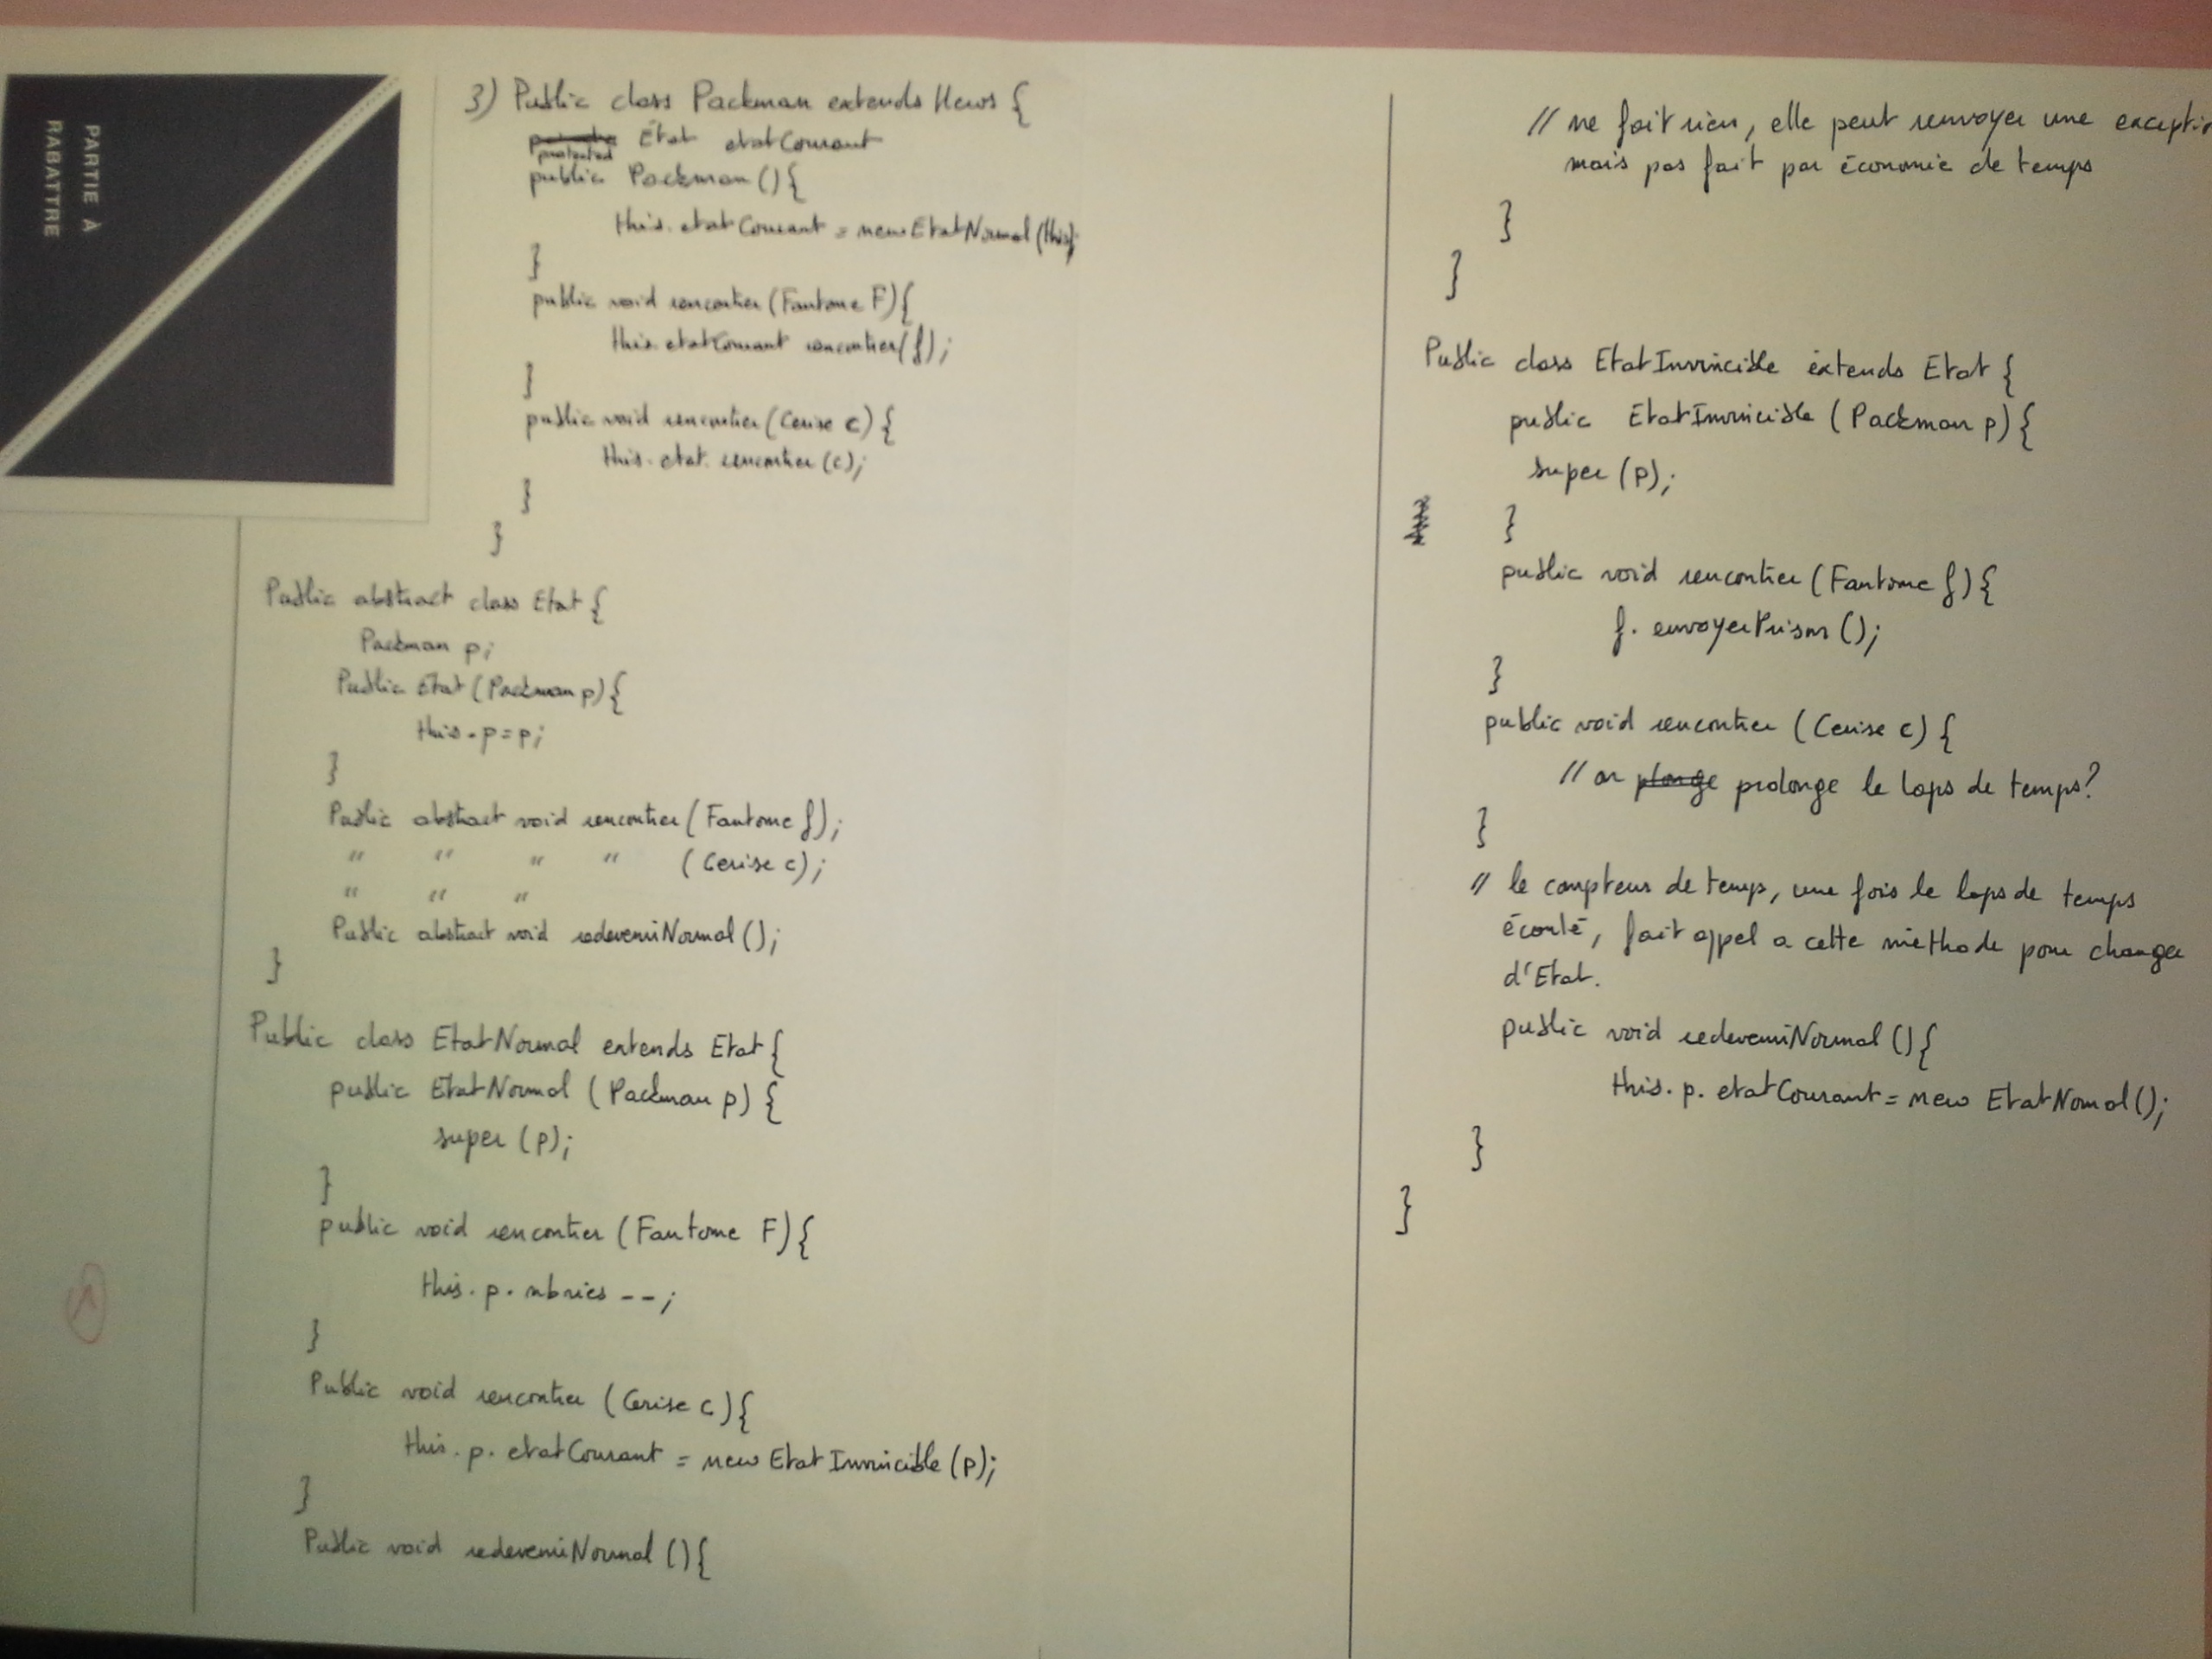 PARTIE À
RABATTRE
3) Public class Packman extends Heros {
protected Etat etatCourant
public Packman(){
this.etatCourant = new EtatNormal(this);
}
public void rencontrer(Fantome F){
this.etatCourant rencontrer(f);
}
public void rencontrer(Cerise c){
this.etat.rencontrer(c);
}
}
Public abstract class Etat{
Packman p;
Public Etat(Packman p){
this.p=p;
}
Public abstract void rencontrer(Fantome f);
" " " " (Cerise c);
" " "
Public abstract void redevenirNormal();
}
Public class EtatNormal extends Etat{
public EtatNormal (Packman p) {
super(p);
}
public void rencontrer (Fantome F){
this.p.nbvies --;
}
Public void rencontrer (Cerise c){
this.p.etatCourant = new EtatInvincible(p);
}
Public void redevenirNormal(){
// ne fait rien, elle peut renvoyer une exceptio
mais pas fait par économie de temps
}
}
Public class EtatInvincible extends Etat {
public EtatInvincible (Packman p){
super(p);
}
public void rencontrer (Fantome f){
f.envoyerPrison();
}
public void rencontrer (Cerise c) {
// on plonge prolonge le laps de temps?
}
// le compteur de temps, une fois le laps de temps
écoulé, fait appel a cette méthode pour changer
d'Etat.
public void redevenirNormal(){
this.p.etatCourant = new EtatNormal();
}
}